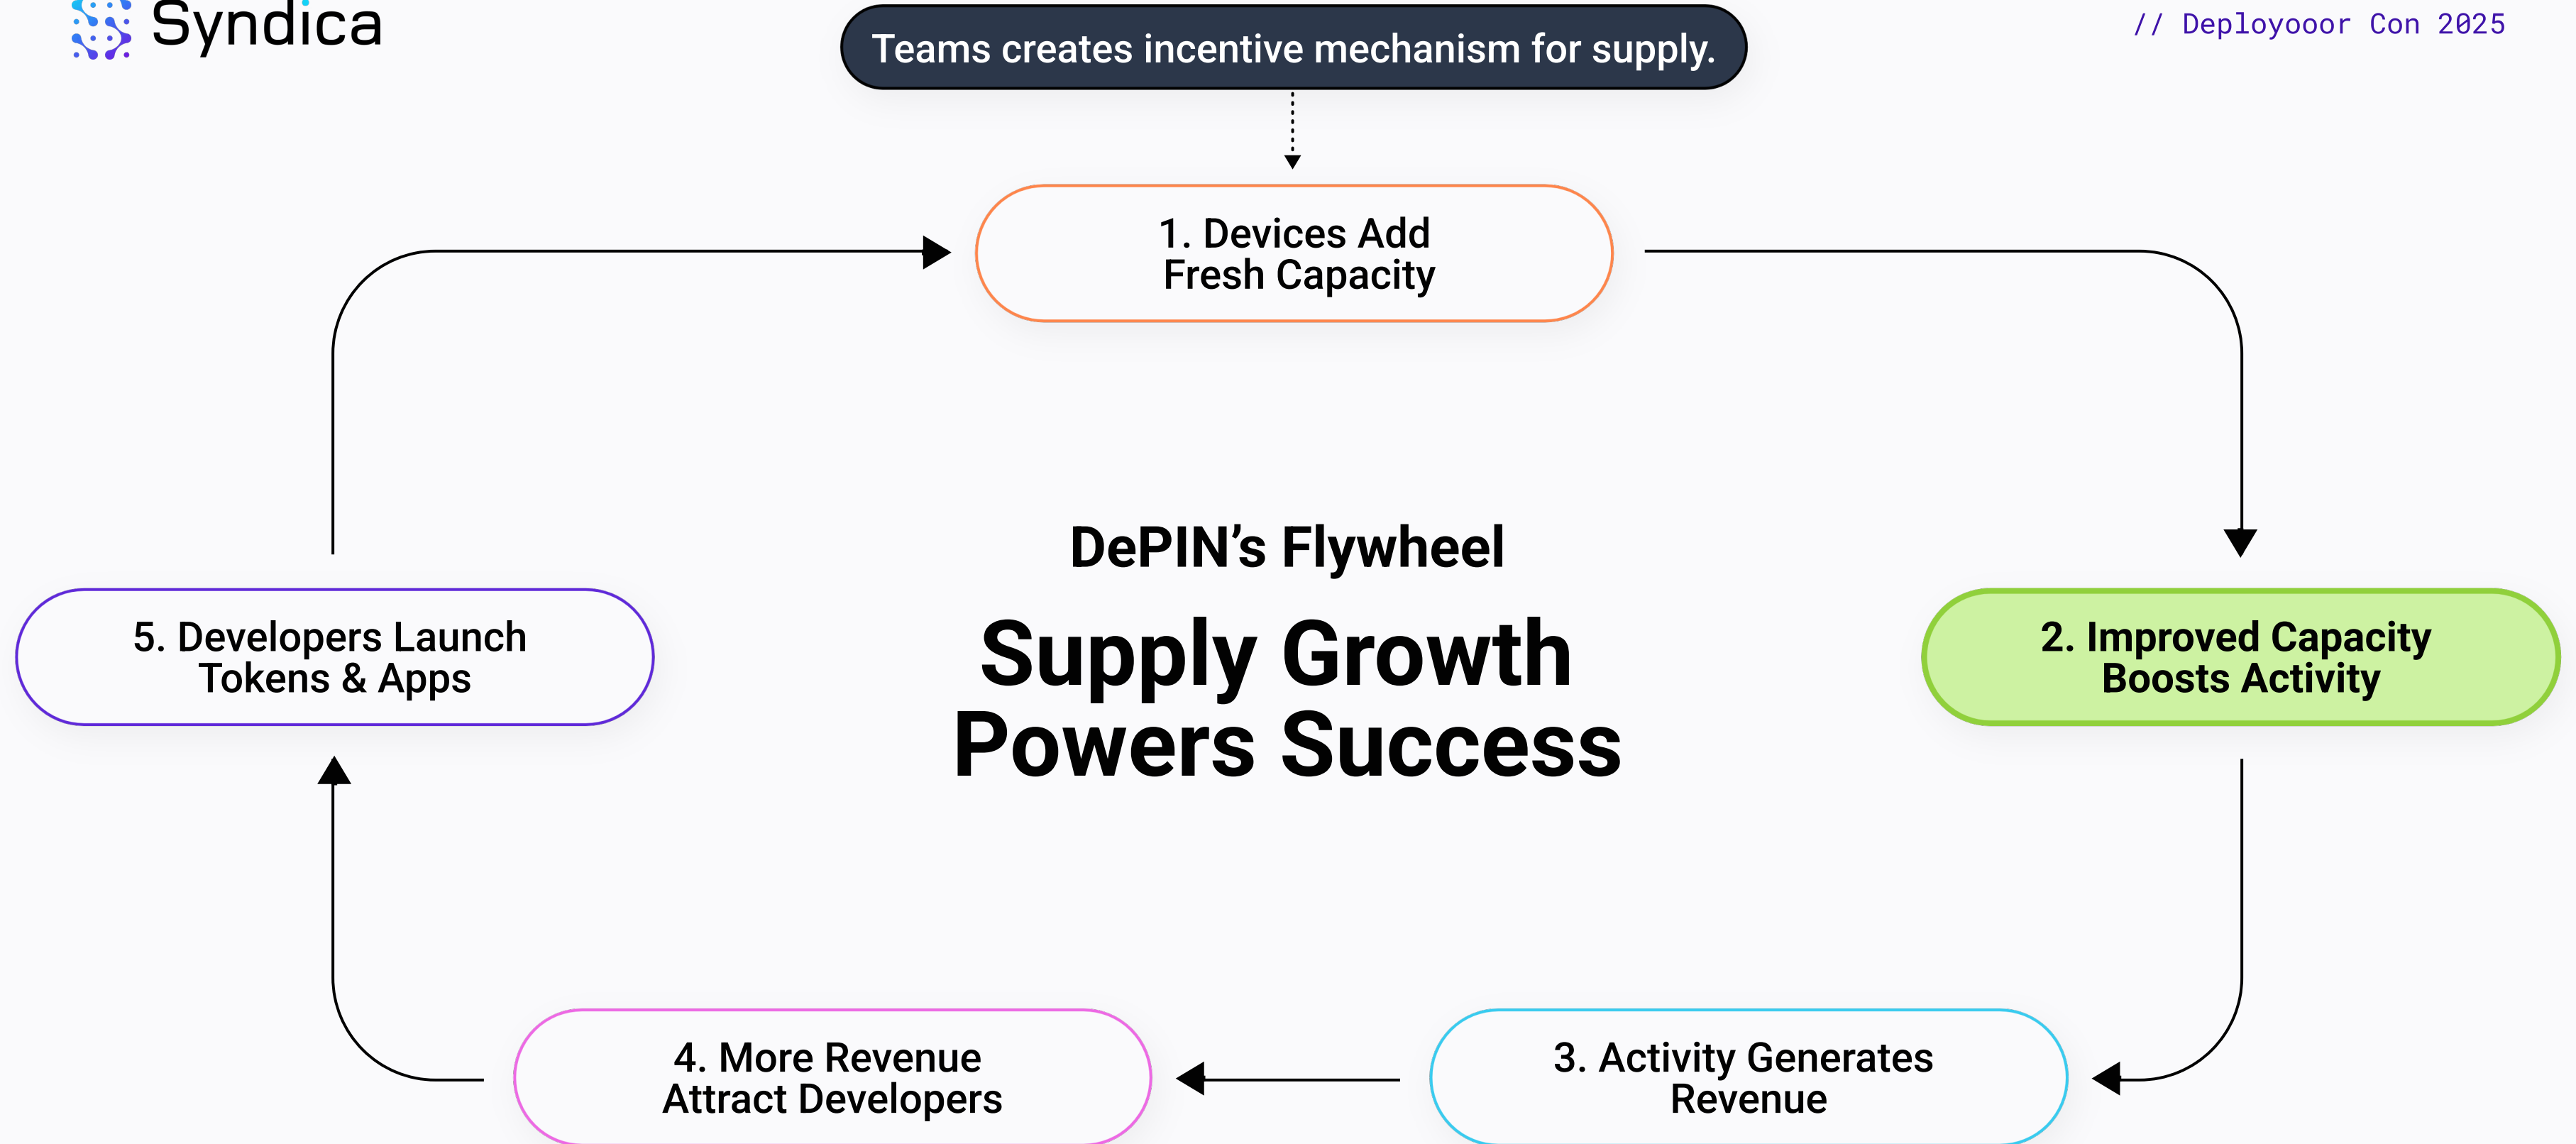 Syndica
Teams creates incentive mechanism for supply.
// Deployooor Con 2025
1. Devices Add
Fresh Capacity
DePIN’s Flywheel
Supply Growth
Powers Success
5. Developers Launch
Tokens & Apps
2. Improved Capacity
Boosts Activity
4. More Revenue
Attract Developers
3. Activity Generates
Revenue